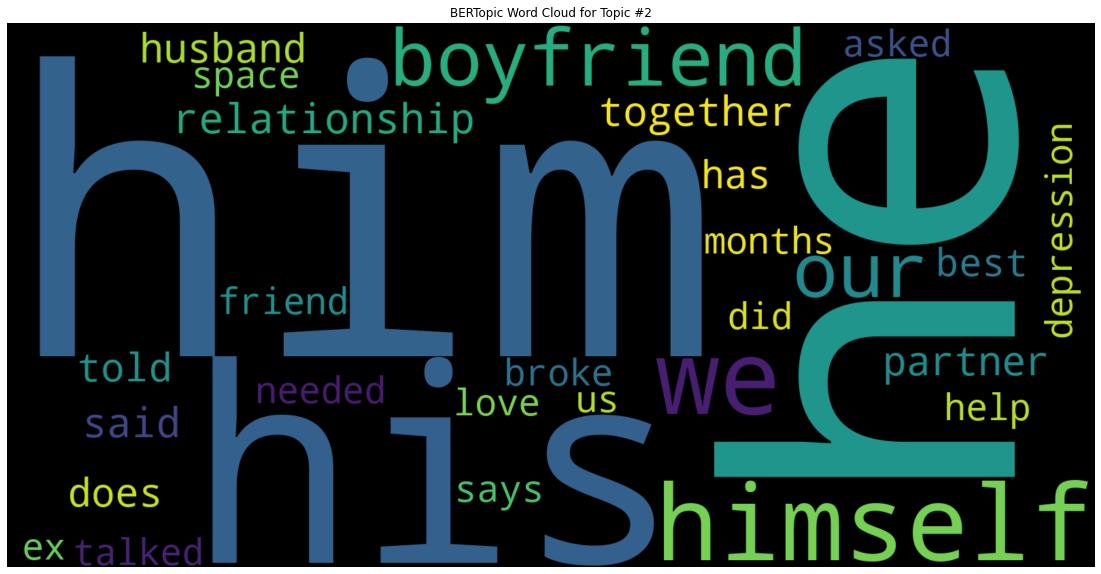 BERTopic Word Cloud for Topic #2
husband
boyfriend
asked
space
relationship
together
he
him
has
depression
months
our
best
friend
did
told
broke
we
partner
needed
love
us
help
said
his
does
says
himself
ex
talked